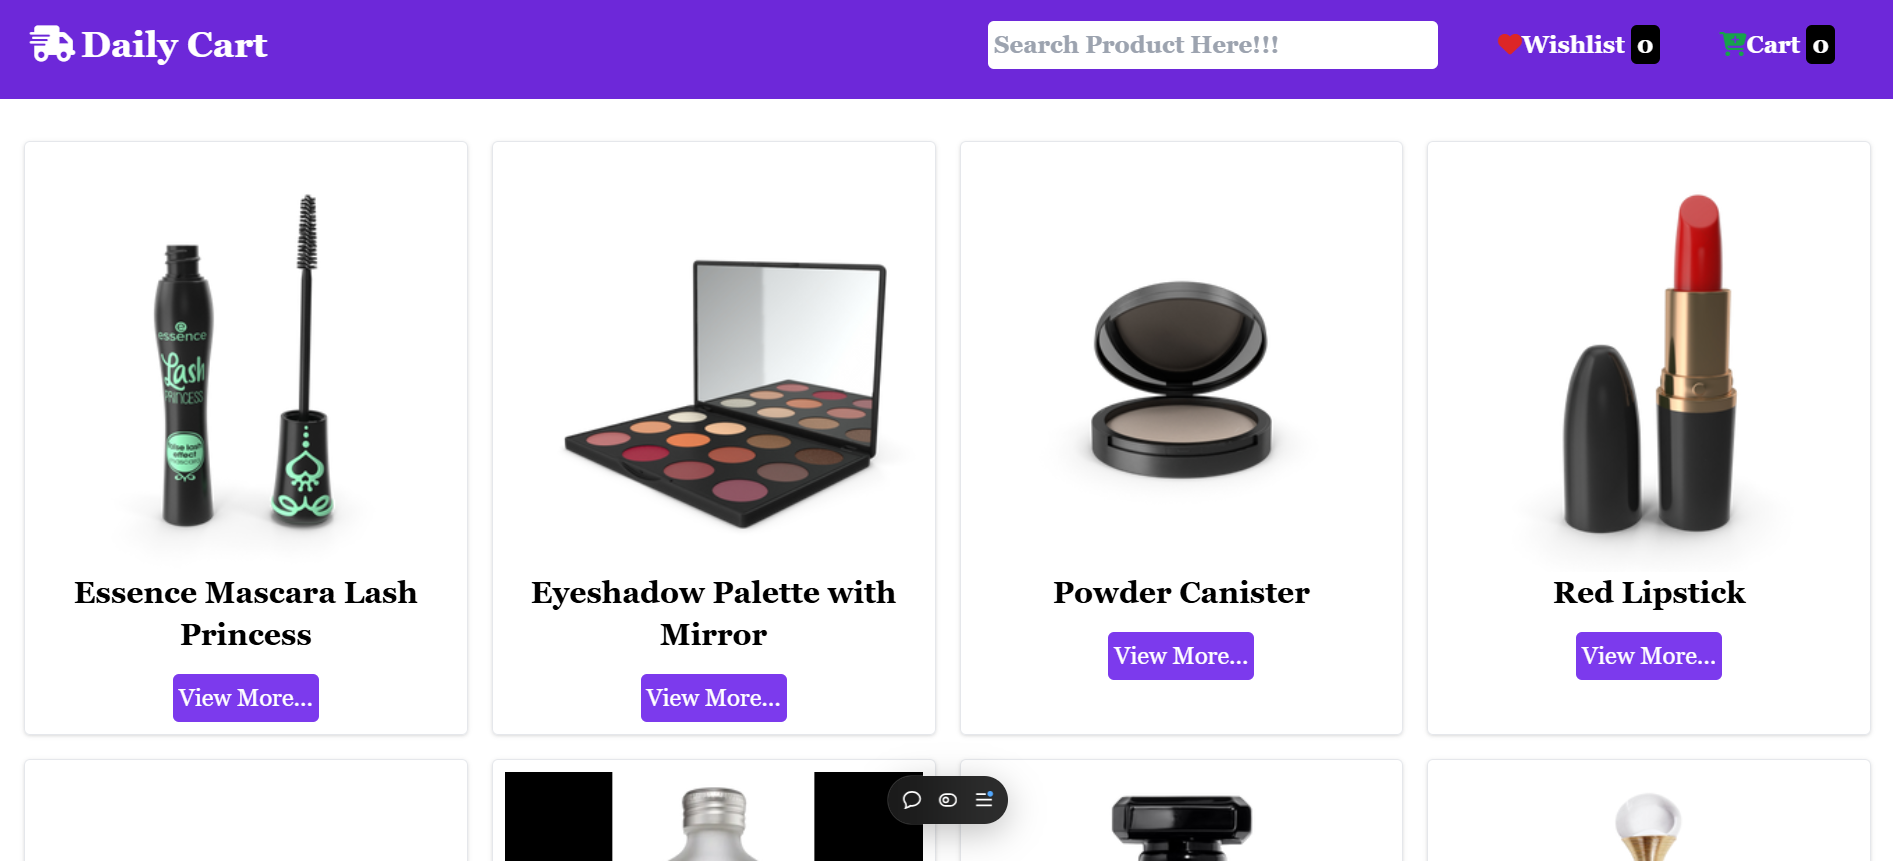 Daily Cart
Search Product Here!!!
Wishlist 0
Cart 0
essence
Lash
PRINCESS
false lash
effect
mascara
Essence Mascara Lash
Princess
View More...
Eyeshadow Palette with
Mirror
View More...
Powder Canister
View More...
Red Lipstick
View More...